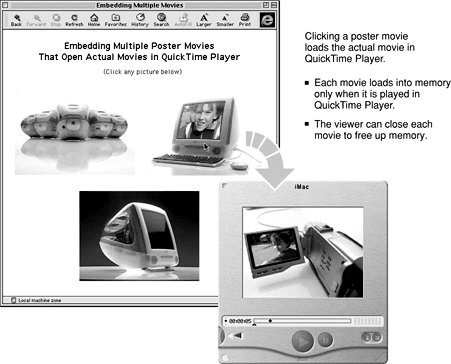 Embedding Multiple Movies
Back Forward Stop Refresh Home Favorites History Search AutoFill Larger Smaller Print
Embedding Multiple Poster Movies
That Open Actual Movies in QuickTime Player
(Click any picture below)
Local machine zone
Clicking a poster movie
loads the actual movie in
QuickTime Player.
Each movie loads into memory
only when it is played in
QuickTime Player.
The viewer can close each
movie to free up memory.
iMac
00:00:05